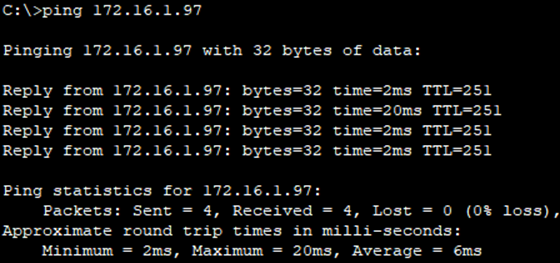 C:\>ping 172.16.1.97
Pinging 172.16.1.97 with 32 bytes of data:
Reply from 172.16.1.97: bytes=32 time=2ms TTL=251
Reply from 172.16.1.97: bytes=32 time=20ms TTL=251
Reply from 172.16.1.97: bytes=32 time=2ms TTL=251
Reply from 172.16.1.97: bytes=32 time=2ms TTL=251
Ping statistics for 172.16.1.97:
Packets: Sent = 4, Received = 4, Lost = 0 (0% loss),
Approximate round trip times in milli-seconds:
Minimum = 2ms, Maximum = 20ms, Average = 6ms